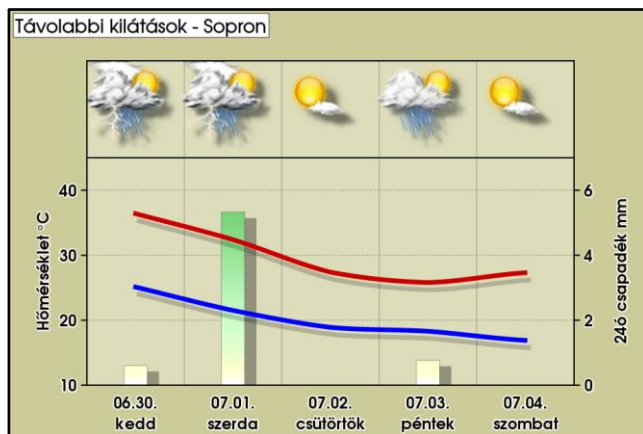 Távolabbi kilátások - Sopron
Hőmérséklet °C
40
30
20
10
6
4
2
0
24ó csapadék mm
06.30.
kedd
07.01.
szerda
07.02.
csütörtök
07.03.
péntek
07.04.
szombat